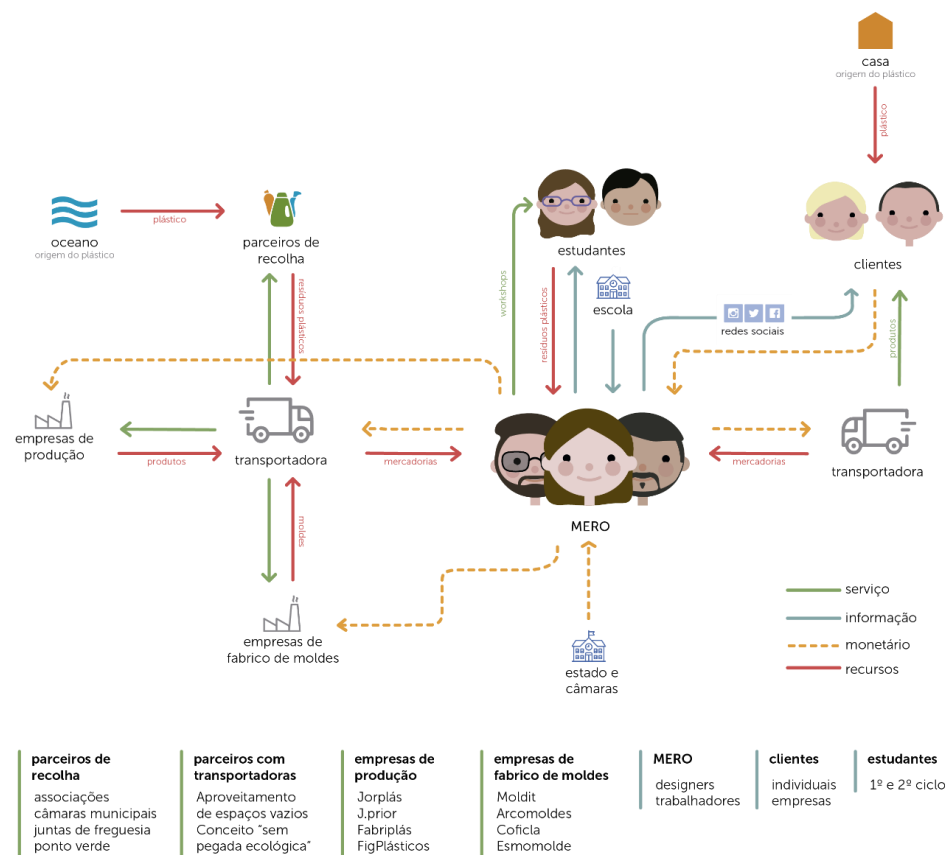 casa
origem do plástico
plástico
oceano
origem do plástico
plástico
parceiros de
recolha
resíduos plásticos
workshops
estudantes
resíduos plásticos
escola
redes sociais
clientes
produtos
empresas de
produção
produtos
transportadora
mercadorias
MERO
mercadorias
transportadora
moldes
empresas de
fabrico de moldes
estado e
câmaras
serviço
informação
monetário
recursos
parceiros de
recolha
associações
câmaras municipais
juntas de freguesia
ponto verde
parceiros com
transportadoras
Aproveitamento
de espaços vazios
Conceito “sem
pegada ecológica”
empresas de
produção
Jorplás
J.prior
Fabriplás
FigPlásticos
empresas de
fabrico de moldes
Moldit
Arcomoldes
Coficla
Esmomolde
MERO
designers
trabalhadores
clientes
individuais
empresas
estudantes
1º e 2º ciclo